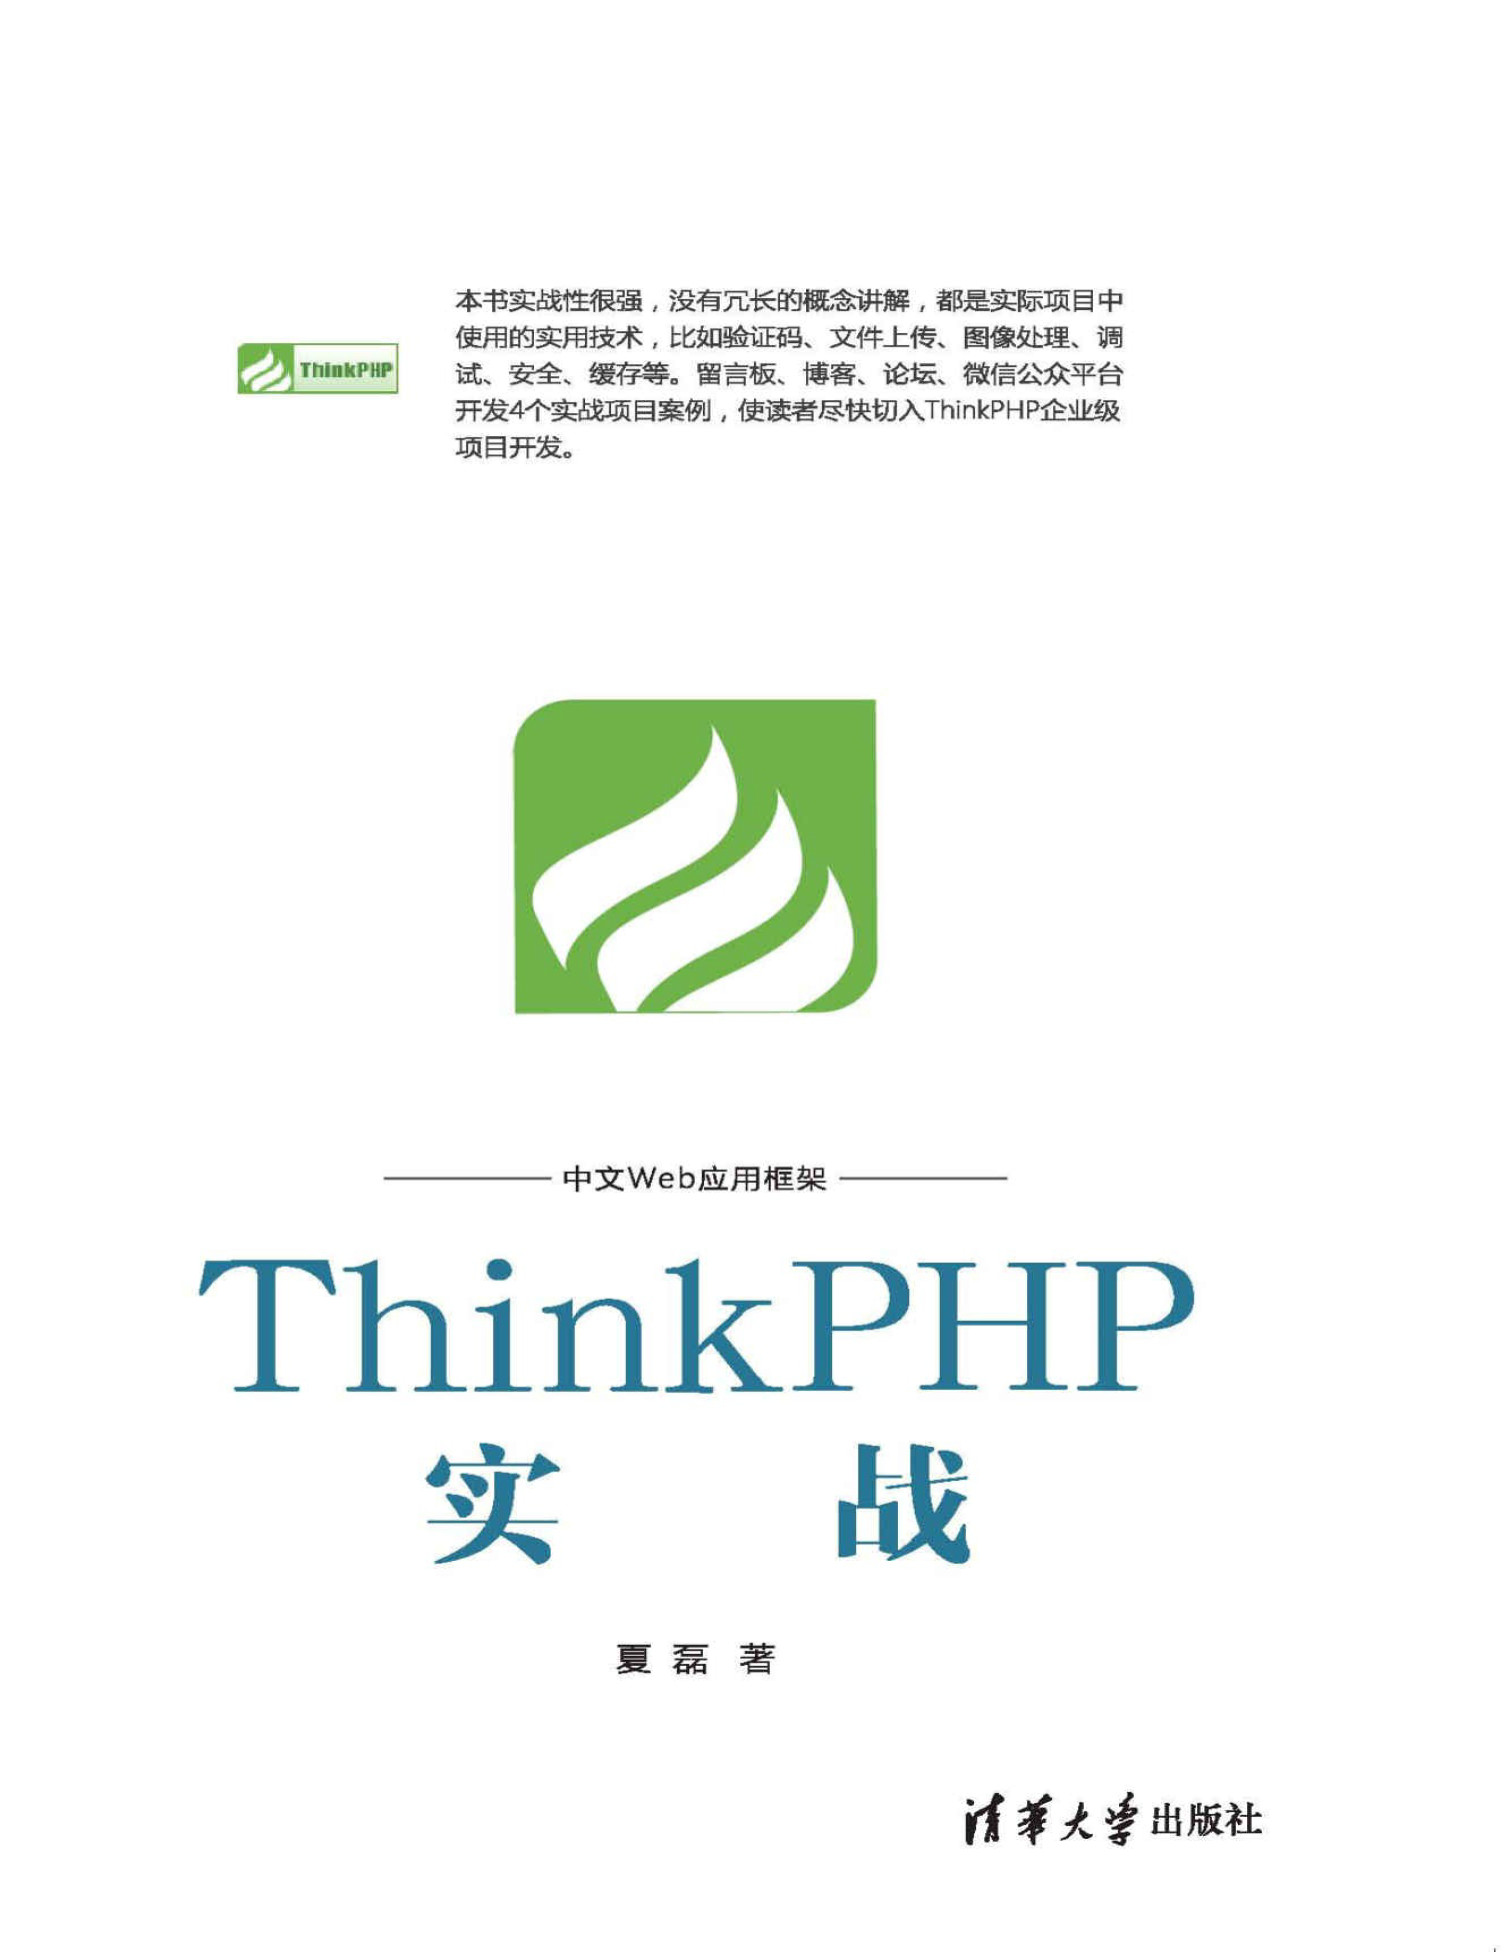 ThinkPHP
本书实战性很强，没有冗长的概念讲解，都是实际项目中
使用的实用技术，比如验证码、文件上传、图像处理、调
试、安全、缓存等。留言板、博客、论坛、微信公众平台
开发4个实战项目案例，使读者尽快切入ThinkPHP企业级
项目开发。
中文Web应用框架
ThinkPHP
实 战
夏 磊 著
清华大学出版社